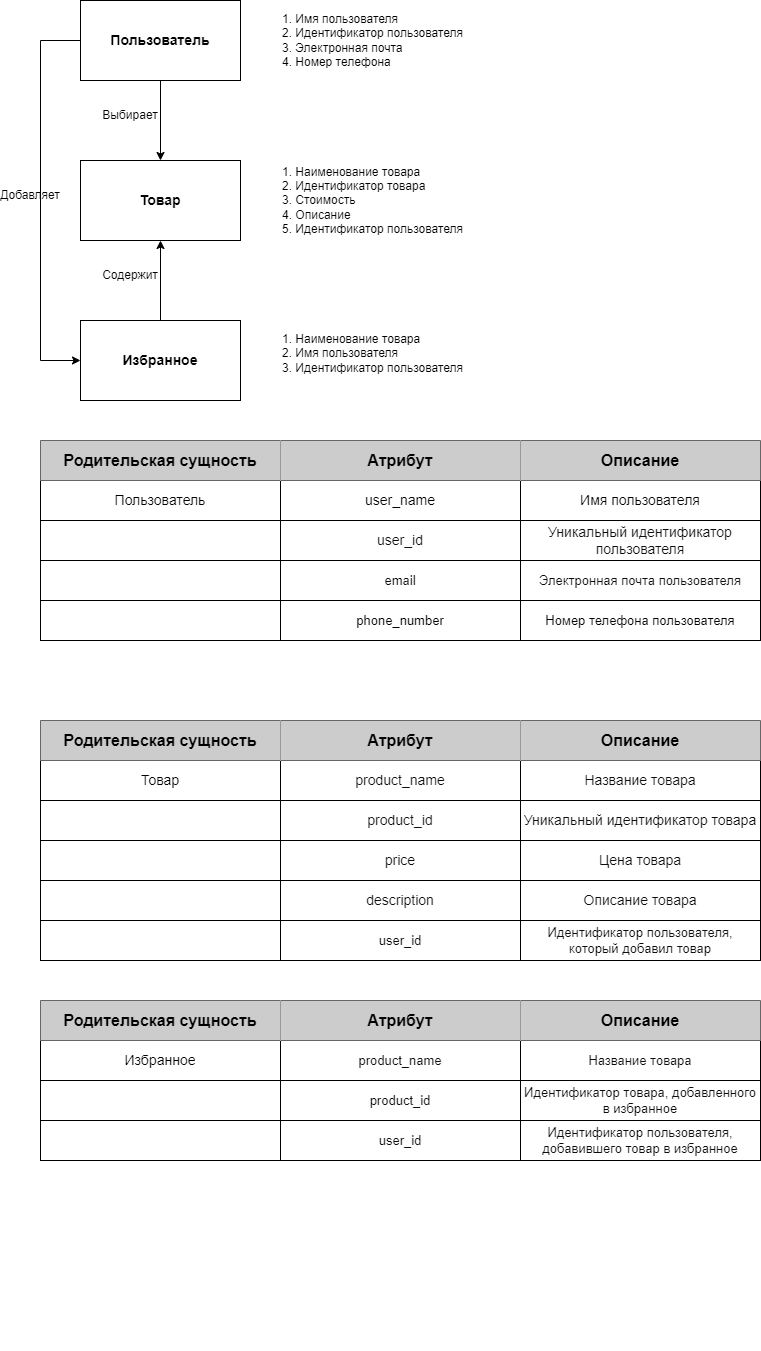 Пользователь
1. Имя пользователя
2. Идентификатор пользователя
3. Электронная почта
4. Номер телефона
Выбирает
Добавляет
Товар
1. Наименование товара
2. Идентификатор товара
3. Стоимость
4. Описание
5. Идентификатор пользователя
Содержит
Избранное
1. Наименование товара
2. Имя пользователя
3. Идентификатор пользователя
Родительская сущность Атрибут Описание
Пользователь user_name Имя пользователя
user_id Уникальный идентификатор
пользователя
email Электронная почта пользователя
phone_number Номер телефона пользователя
Родительская сущность Атрибут Описание
Товар product_name Название товара
product_id Уникальный идентификатор товара
price Цена товара
description Описание товара
user_id Идентификатор пользователя,
который добавил товар
Родительская сущность Атрибут Описание
Избранное product_name Название товара
product_id Идентификатор товара, добавленного
в избранное
user_id Идентификатор пользователя,
добавившего товар в избранное